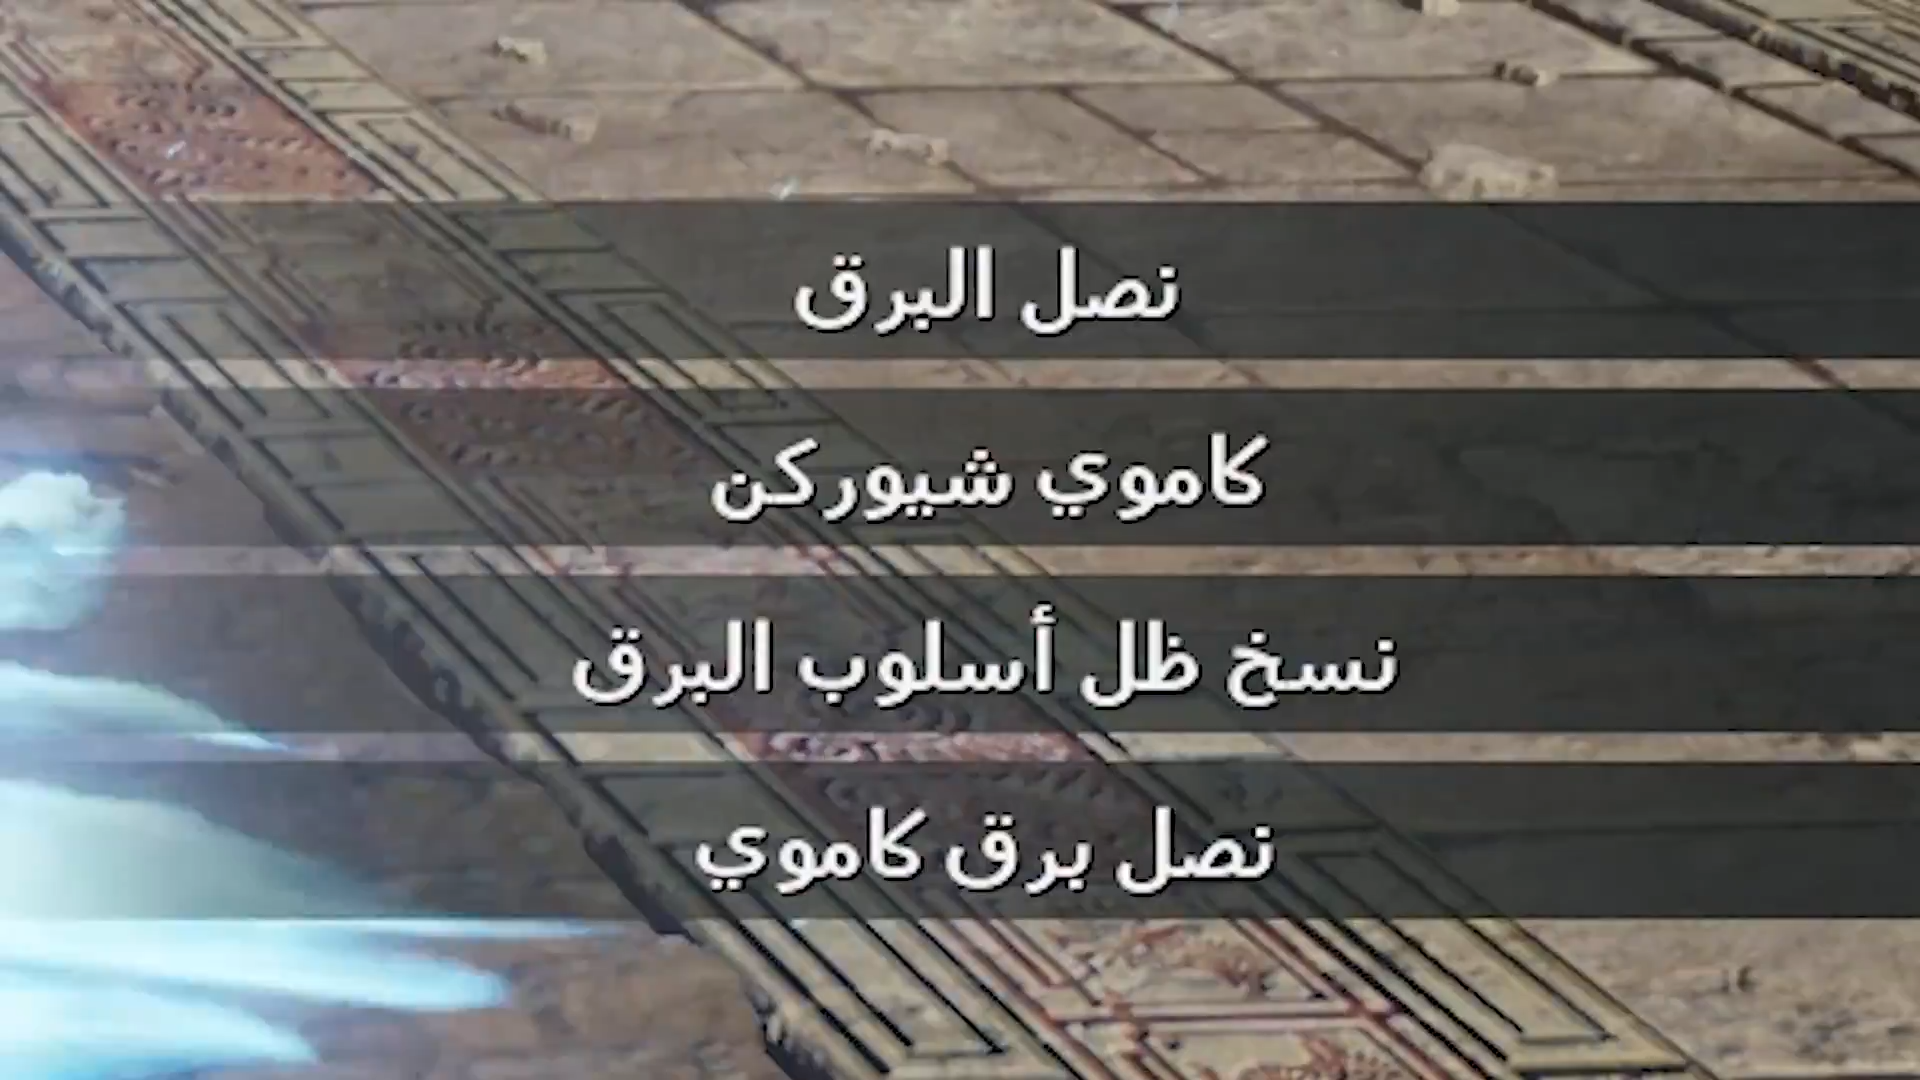 نصل البرق
كاموي شيوركن
نسخ ظل أسلوب البرق
نصل برق كاموي